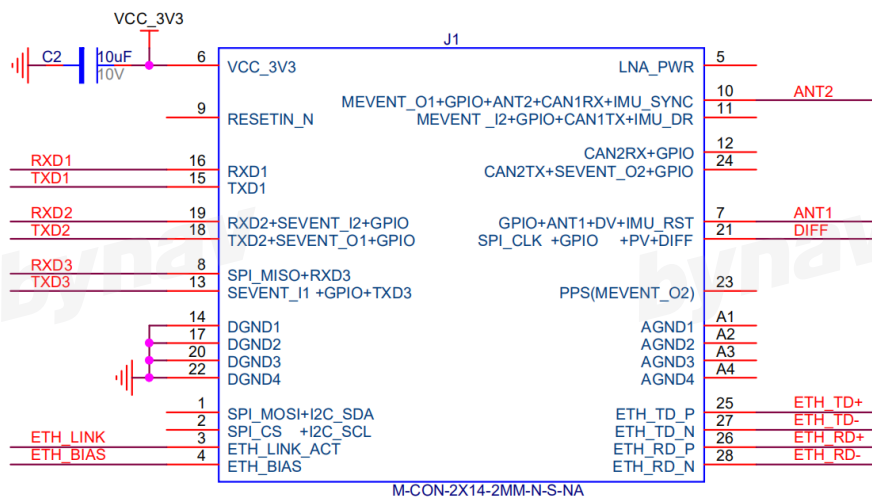 VCC_3V3
J1
C2 10uF 6 VCC_3V3 LNA_PWR 5
10V
MEVENT_O1+GPIO+ANT2+CAN1RX+IMU_SYNC 10 ANT2
9 RESETIN_N MEVENT _I2+GPIO+CAN1TX+IMU_DR 11
CAN2RX+GPIO 12
RXD1 16 RXD1 CAN2TX+SEVENT_O2+GPIO 24
TXD1 15 TXD1
RXD2 19 RXD2+SEVENT_I2+GPIO GPIO+ANT1+DV+IMU_RST 7 ANT1
TXD2 18 TXD2+SEVENT_O1+GPIO SPI_CLK +GPIO +PV+DIFF 21 DIFF
RXD3 8 SPI_MISO+RXD3
TXD3 13 SEVENT_I1 +GPIO+TXD3 PPS(MEVENT_O2) 23
14 DGND1 AGND1 A1
17 DGND2 AGND2 A2
20 DGND3 AGND3 A3
22 DGND4 AGND4 A4
1 SPI_MOSI+I2C_SDA ETH_TD_P 25 ETH_TD+
2 SPI_CS +I2C_SCL ETH_TD_N 27 ETH_TD-
ETH_LINK 3 ETH_LINK_ACT ETH_RD_P 26 ETH_RD+
ETH_BIAS 4 ETH_BIAS ETH_RD_N 28 ETH_RD-
M-CON-2X14-2MM-N-S-NA
bynav
bynav